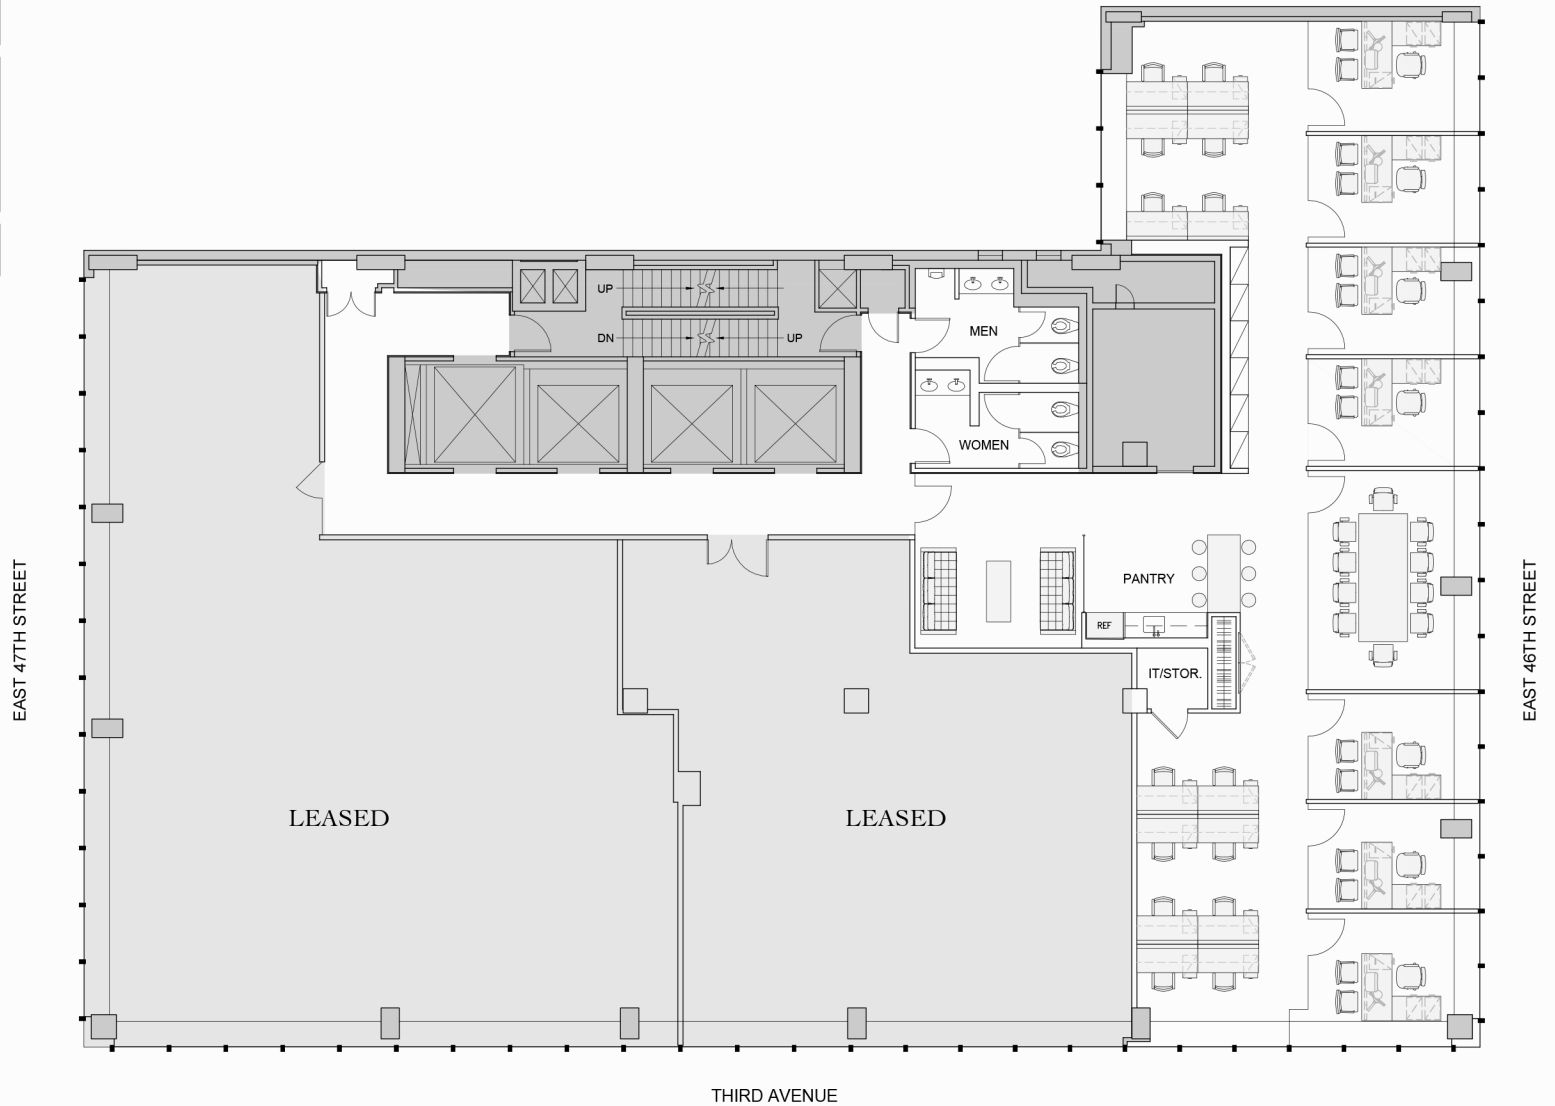 UP
DN
UP
MEN
WOMEN
PANTRY
REF
IT/STOR.
LEASED
LEASED
EAST 47TH STREET
EAST 46TH STREET
THIRD AVENUE